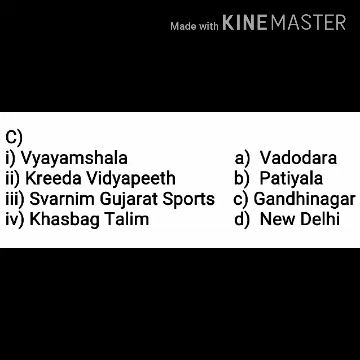 Made with KINEMASTER
C)
i) Vyayamshala a) Vadodara
ii) Kreeda Vidyapeeth b) Patiyala
iii) Svarnim Gujarat Sports c) Gandhinagar
iv) Khasbag Talim d) New Delhi